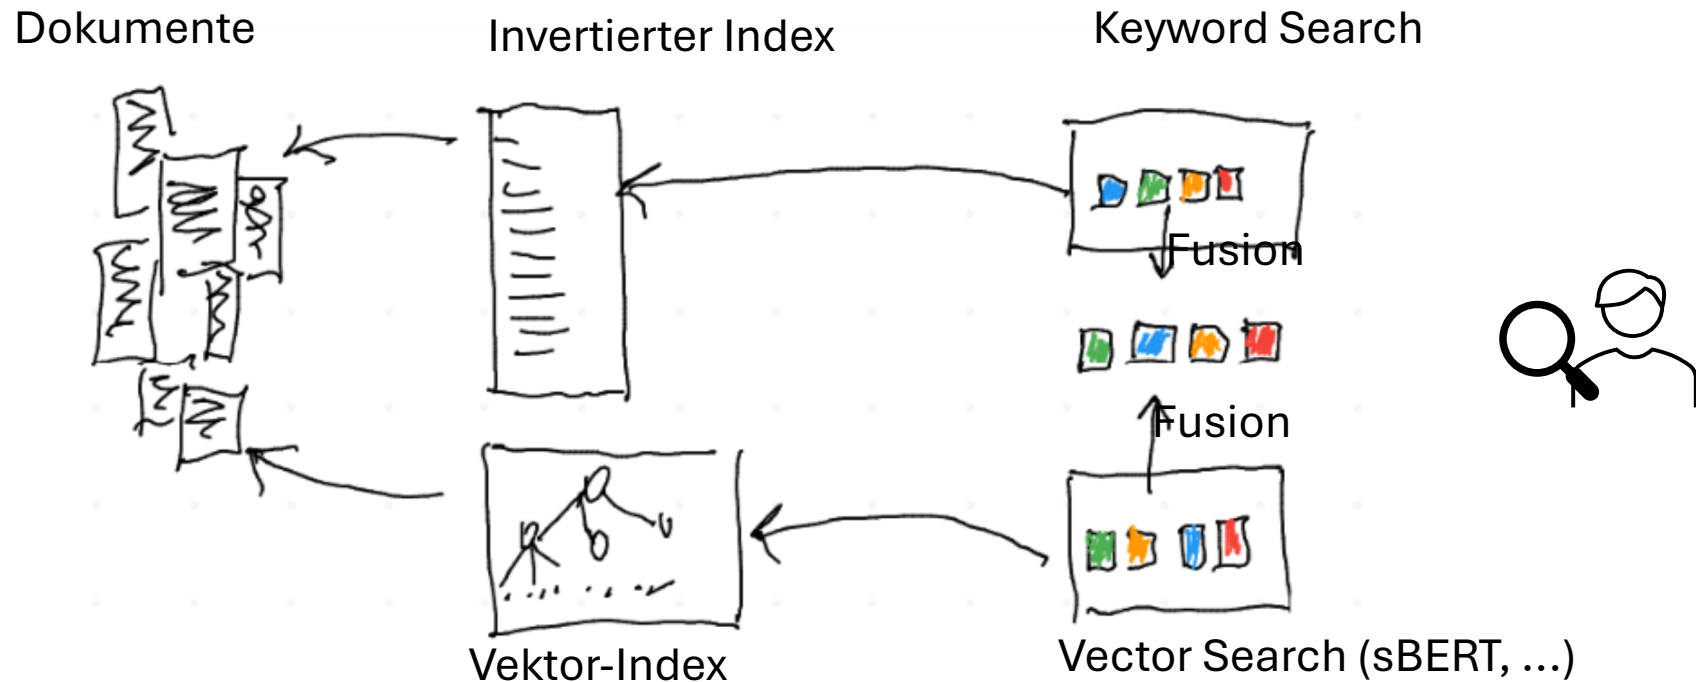 Dokumente
Invertierter Index
Keyword Search
Fusion
Fusion
Vektor-Index
Vector Search (sBERT, ...)